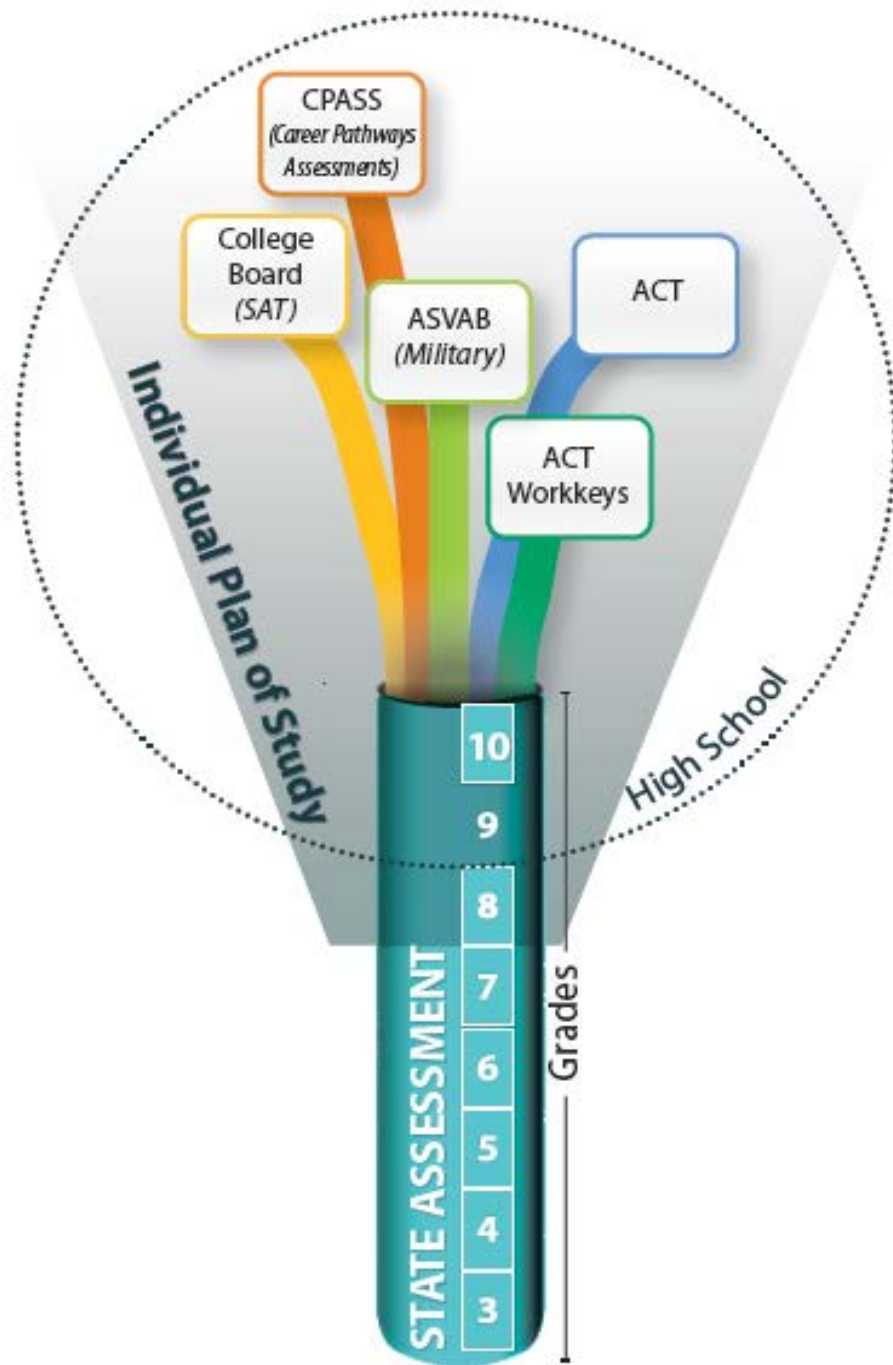 CPASS
(Career Pathways
Assessments)
College
Board
(SAT)
ASVAB
(Military)
ACT
ACT
Workkeys
Individual Plan of Study
High School
10
9
8
7
6
5
4
3
STATE ASSESSMENT
Grades